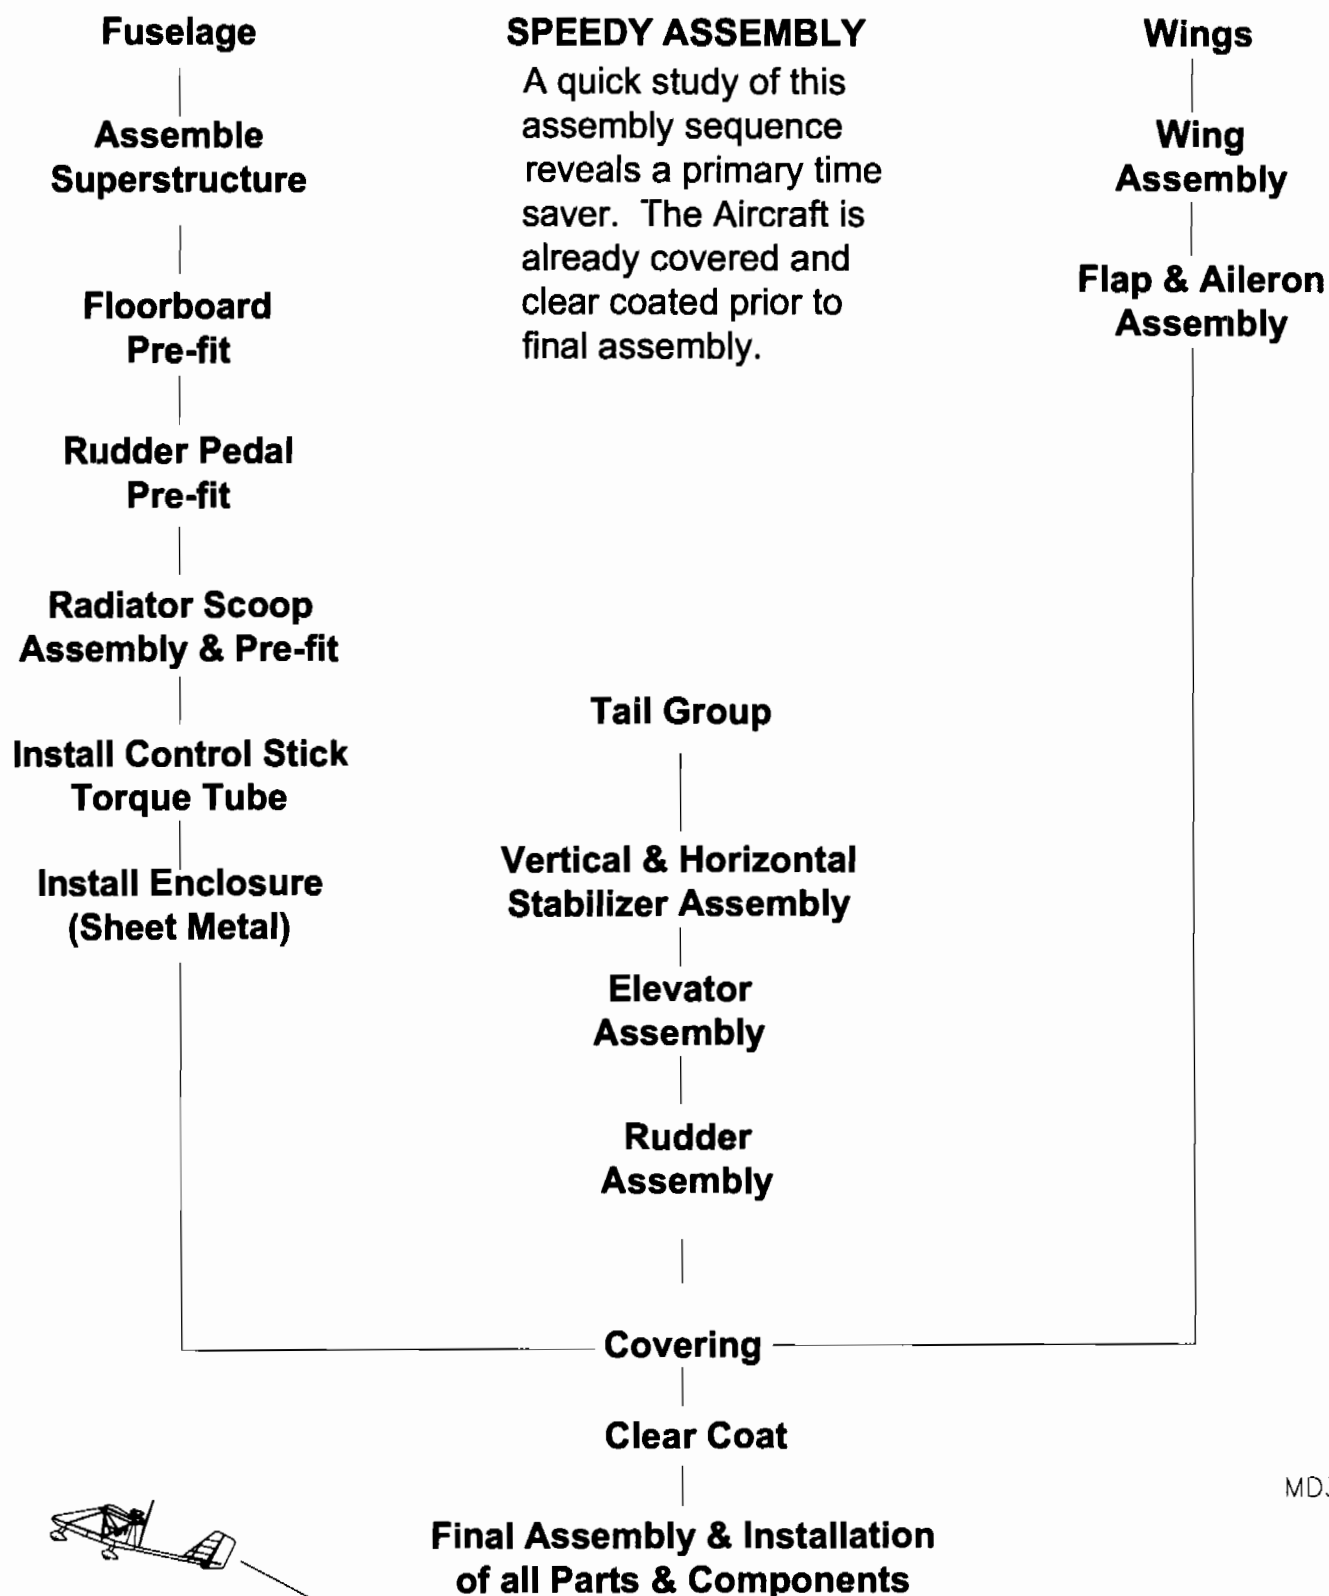 Fuselage
Assemble
Superstructure
Floorboard
Pre-fit
Rudder Pedal
Pre-fit
Radiator Scoop
Assembly & Pre-fit
Install Control Stick
Torque Tube
Install Enclosure
(Sheet Metal)
SPEEDY ASSEMBLY
A quick study of this
assembly sequence
reveals a primary time
saver. The Aircraft is
already covered and
clear coated prior to
final assembly.
Wings
Wing
Assembly
Flap & Aileron
Assembly
Tail Group
Vertical & Horizontal
Stabilizer Assembly
Elevator
Assembly
Rudder
Assembly
Covering
Clear Coat
Final Assembly & Installation
of all Parts & Components